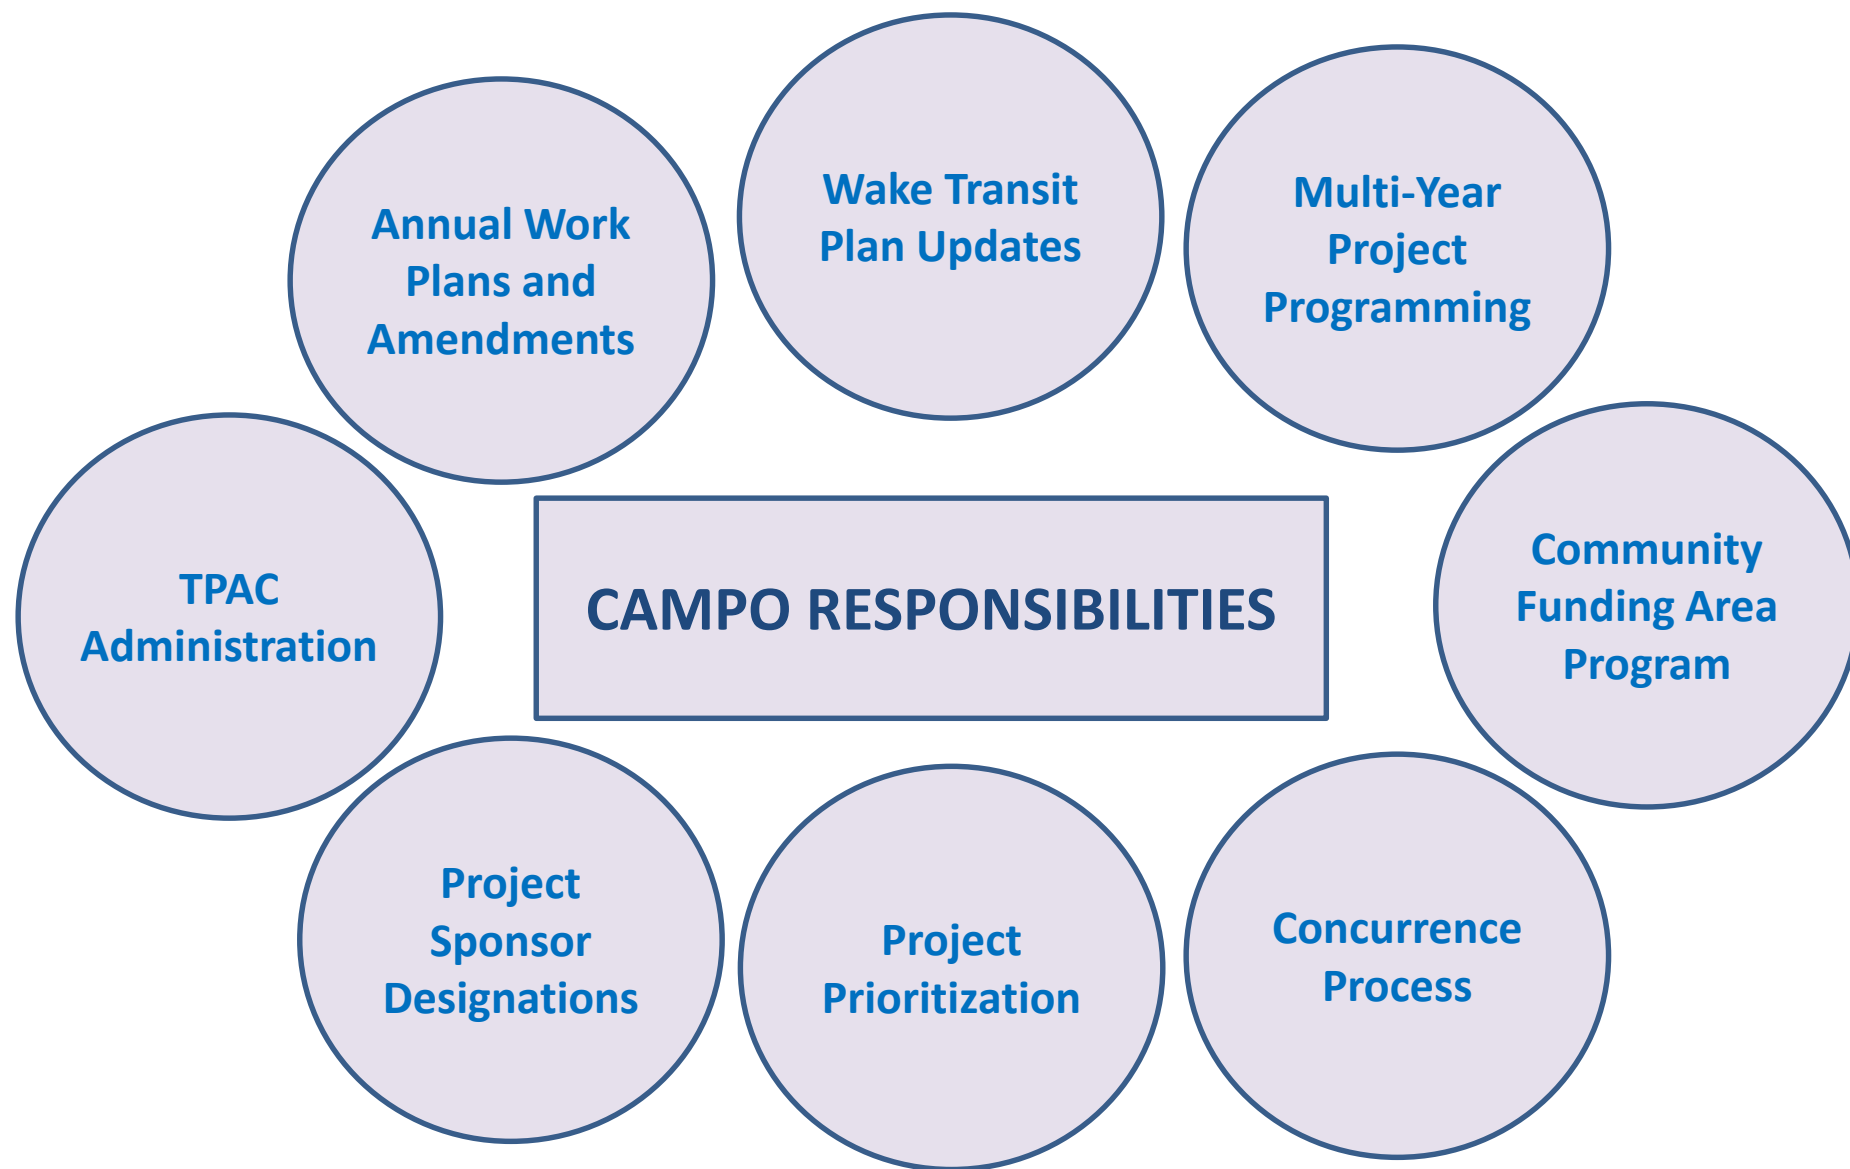 Wake Transit
Plan Updates
Multi-Year
Project
Programming
Annual Work
Plans and
Amendments
Community
Funding Area
Program
TPAC
Administration
CAMPO RESPONSIBILITIES
Project
Sponsor
Designations
Project
Prioritization
Concurrence
Process